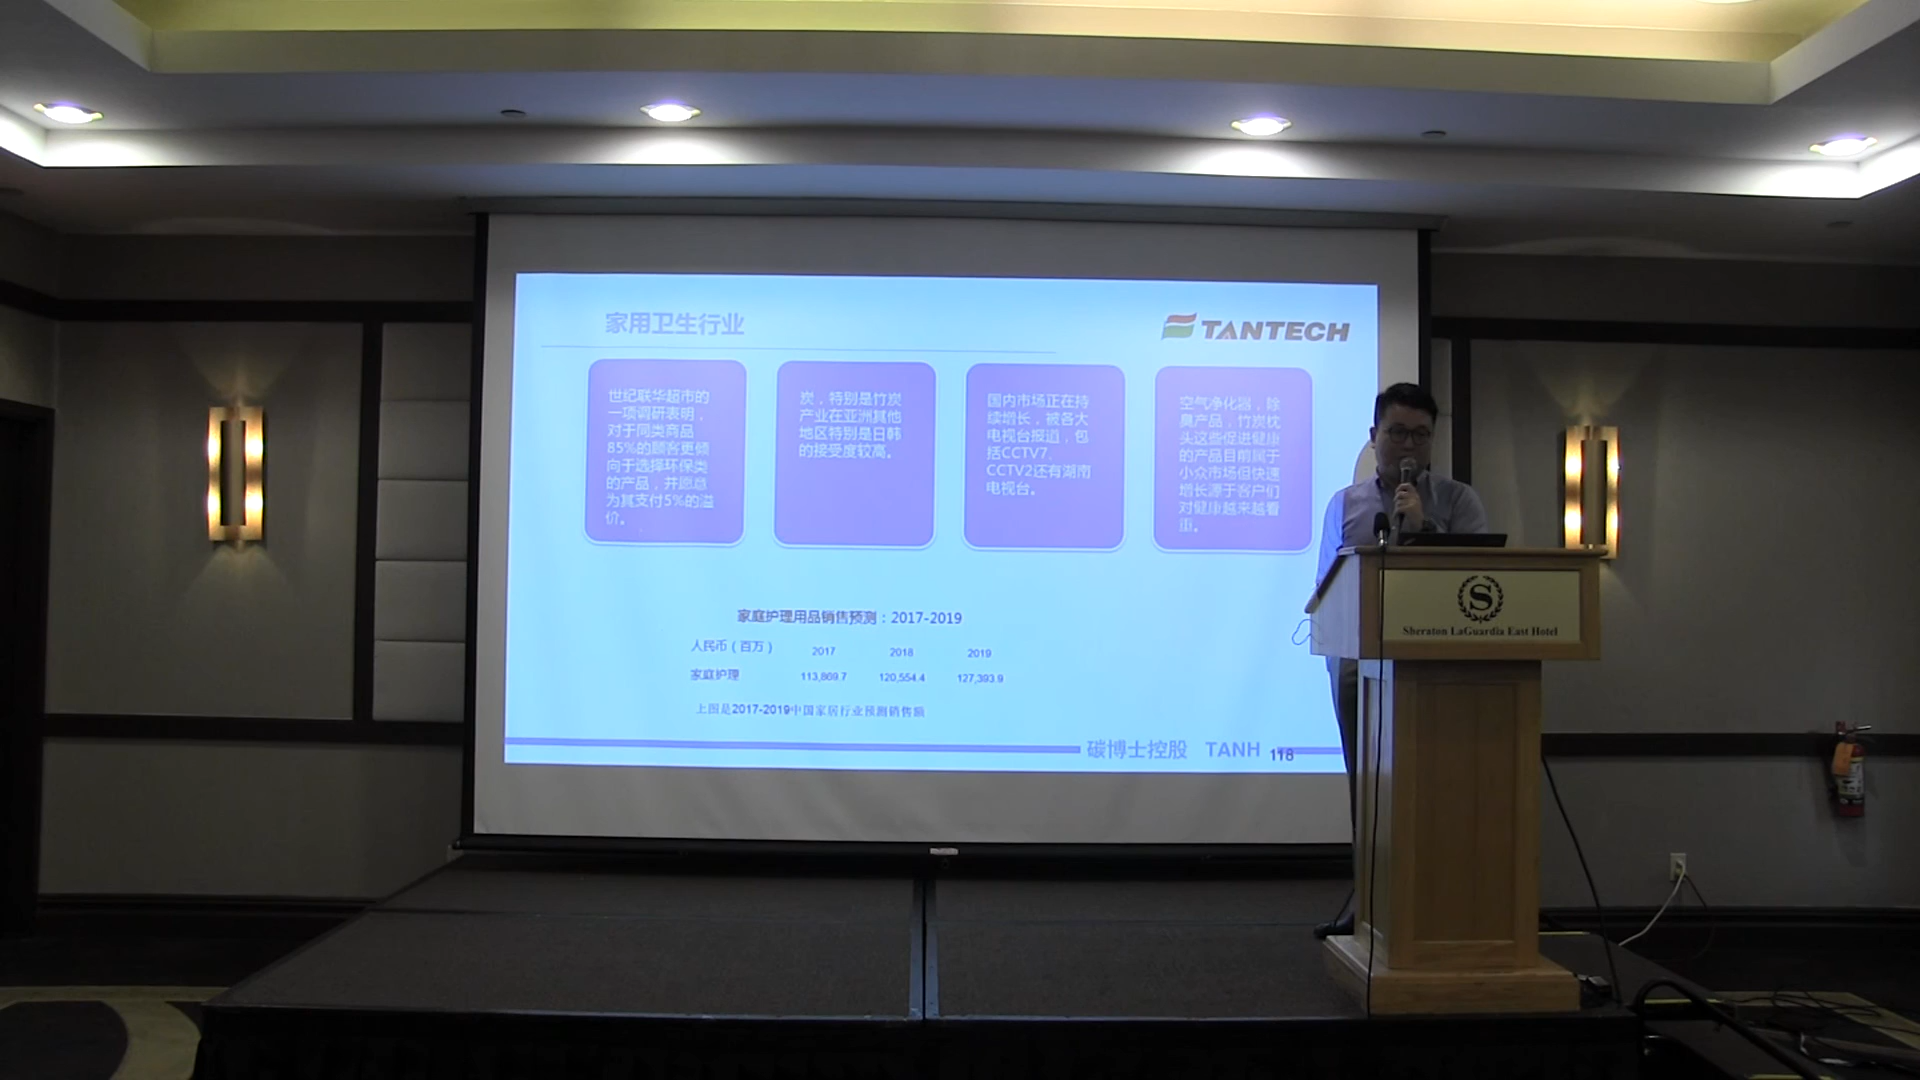 家用卫生行业
TANTECH
世纪联华超市的
一项调研表明，
对于同类商品
85%的顾客更倾
向于选择环保类
的产品，并愿意
为其支付5%的溢
价。
炭，特别是竹炭
产业在亚洲其他
地区特别是日韩
的接受度较高。
国内市场正在持
续增长，被各大
电视台报道，包
括CCTV7、
CCTV2还有湖南
电视台。
空气净化器，除
臭产品，竹炭枕
头这些促进健康
的产品目前属于
小众市场但快速
增长源于客户们
对健康越来越看
重。
家庭护理用品销售预测：2017-2019
人民币（百万） 2017 2018 2019
家庭护理 113,869.7 120,554.4 127,393.9
上图是2017-2019中国家居行业预测销售额
碳博士控股 TANH 118
S
Sheraton LaGuardia East Hotel